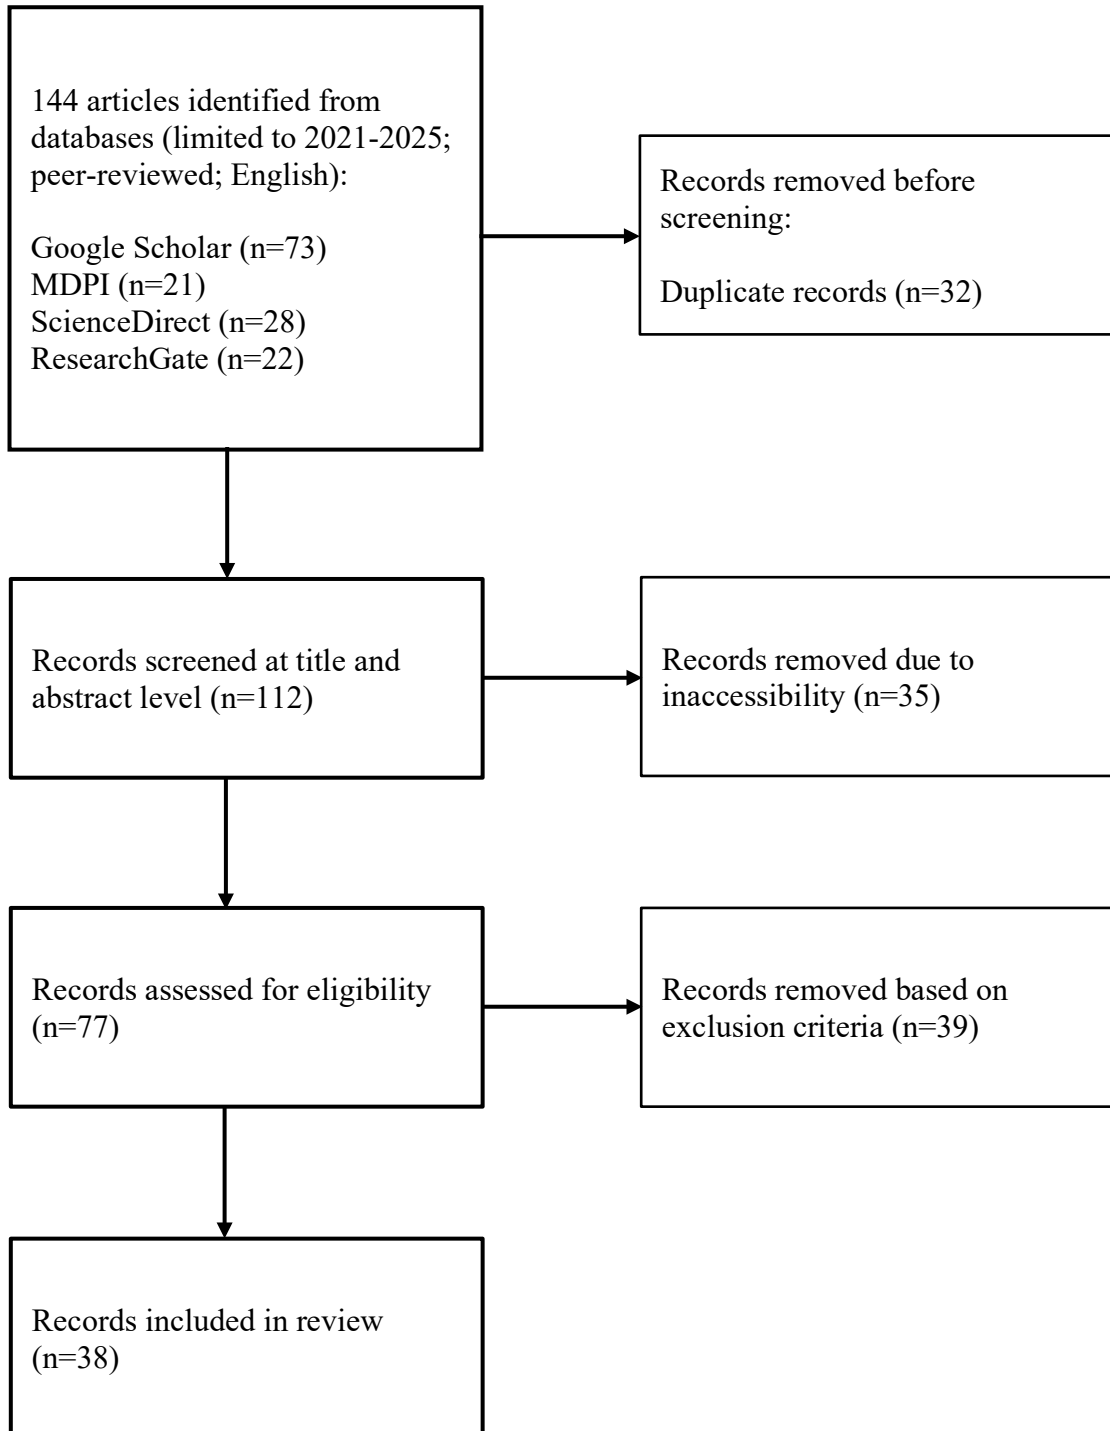 144 articles identified from
databases (limited to 2021-2025;
peer-reviewed; English):
Google Scholar (n=73)
MDPI (n=21)
ScienceDirect (n=28)
ResearchGate (n=22)
Records removed before
screening:
Duplicate records (n=32)
Records screened at title and
abstract level (n=112)
Records removed due to
inaccessibility (n=35)
Records assessed for eligibility
(n=77)
Records removed based on
exclusion criteria (n=39)
Records included in review
(n=38)